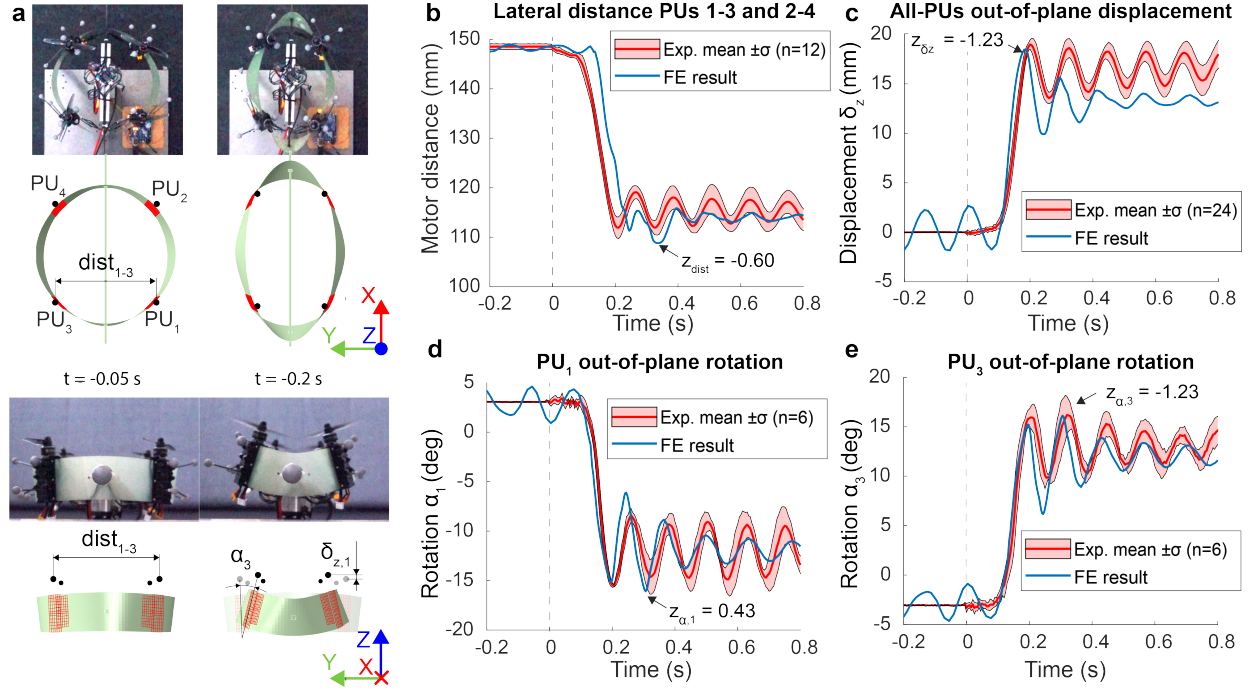 a
PU₄
PU₂
dist₁₋₃
PU₃
PU₁
X
Y
Z
t = -0.05 s
t = -0.2 s
dist₁₋₃
α₃
δz,1
Z
Y
X
b
Lateral distance PUs 1-3 and 2-4
Exp. mean ±σ (n=12)
FE result
z_dist = -0.60
150
140
130
120
110
100
Motor distance (mm)
-0.2
0
0.2
0.4
0.6
0.8
Time (s)
c
All-PUs out-of-plane displacement
z_δz = -1.23
Exp. mean ±σ (n=24)
FE result
20
15
10
5
0
-5
Displacement δ_z (mm)
-0.2
0
0.2
0.4
0.6
0.8
Time (s)
d
PU₁ out-of-plane rotation
Exp. mean ±σ (n=6)
FE result
z_α,1 = 0.43
5
0
-5
-10
-15
-20
Rotation α₁(deg)
-0.2
0
0.2
0.4
0.6
0.8
Time (s)
e
PU₃ out-of-plane rotation
z_α,3 = -1.23
Exp. mean ±σ (n=6)
FE result
20
15
10
5
0
-5
Rotation α₃(deg)
-0.2
0
0.2
0.4
0.6
0.8
Time (s)